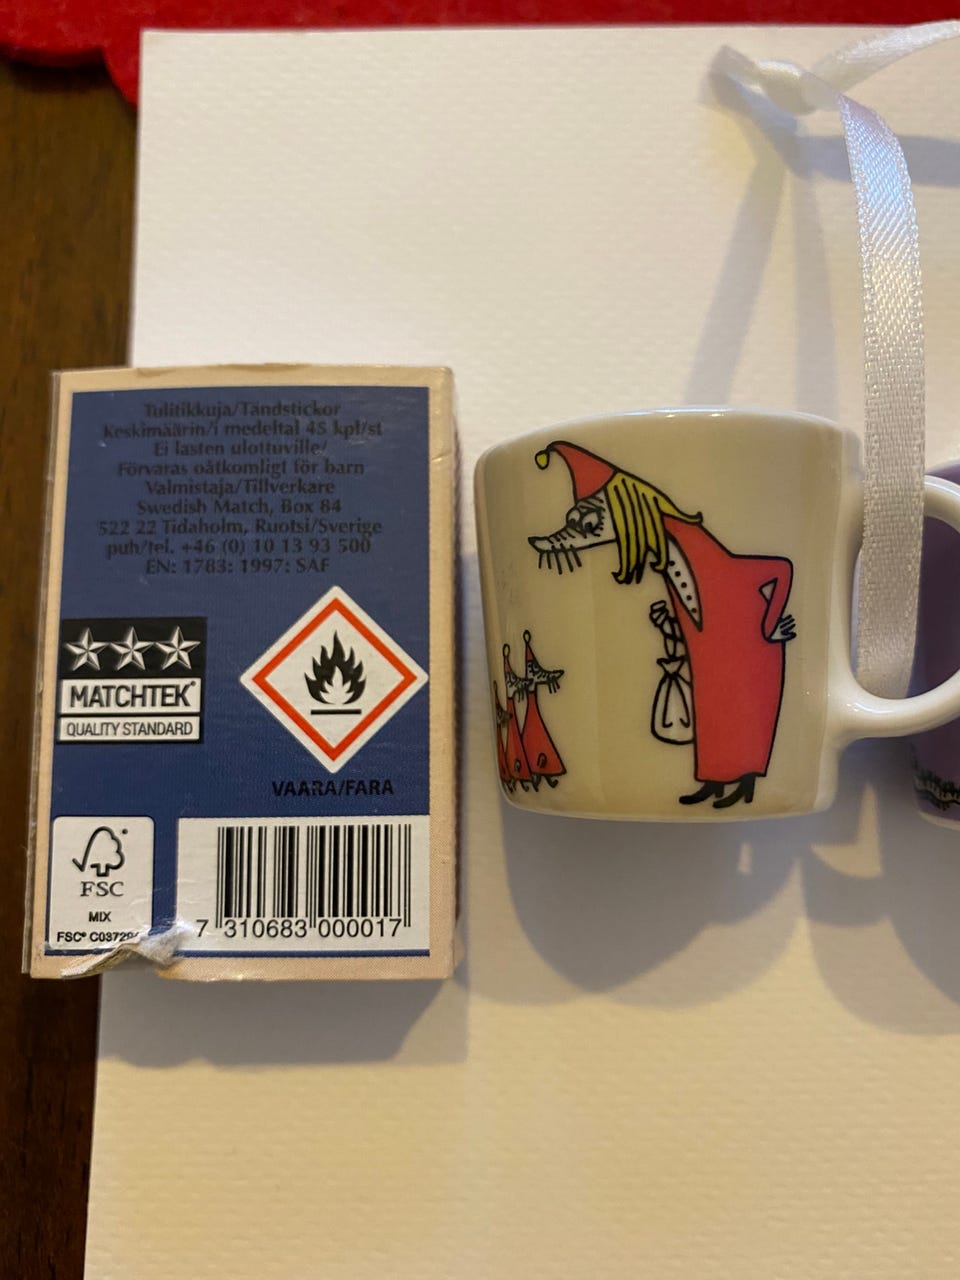 Tulitikkuja/Tändstickor
Keskimäärin/i medeltal 45 kpl/st
Ei lasten ulottuville/
Förvaras oåtkomligt för barn
Valmistaja/Tillverkare
Swedish Match, Box 84
522 22 Tidaholm, Ruotsi/Sverige
puh/tel. +46 (0) 10 13 93 500
EN: 1783: 1997: SAF
MATCHTEK®
QUALITY STANDARD
VAARA/FARA
FSC
MIX
FSC®
7 310683 000017